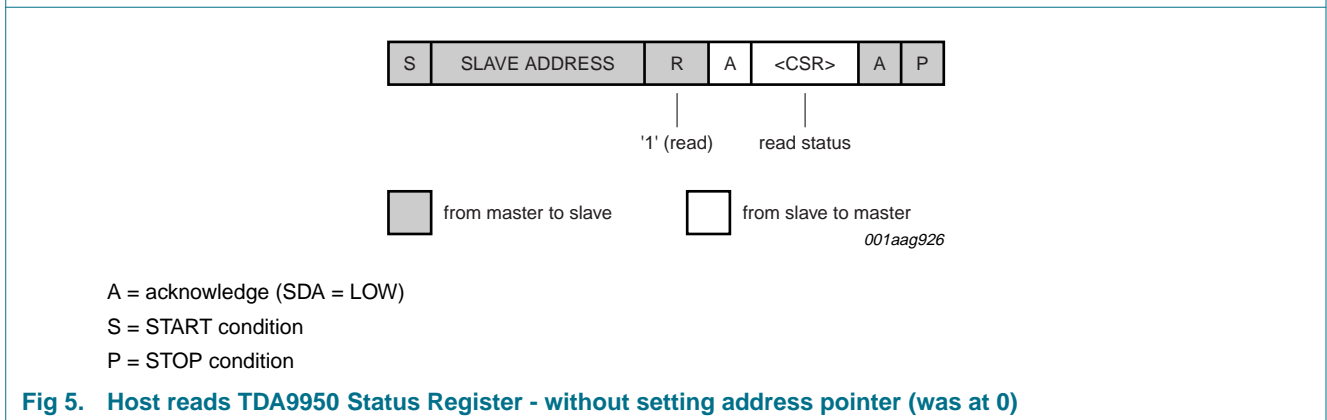 S SLAVE ADDRESS R A <CSR> A P
'1' (read) read status
from master to slave from slave to master
001aag926
A = acknowledge (SDA = LOW)
S = START condition
P = STOP condition
Fig 5. Host reads TDA9950 Status Register - without setting address pointer (was at 0)